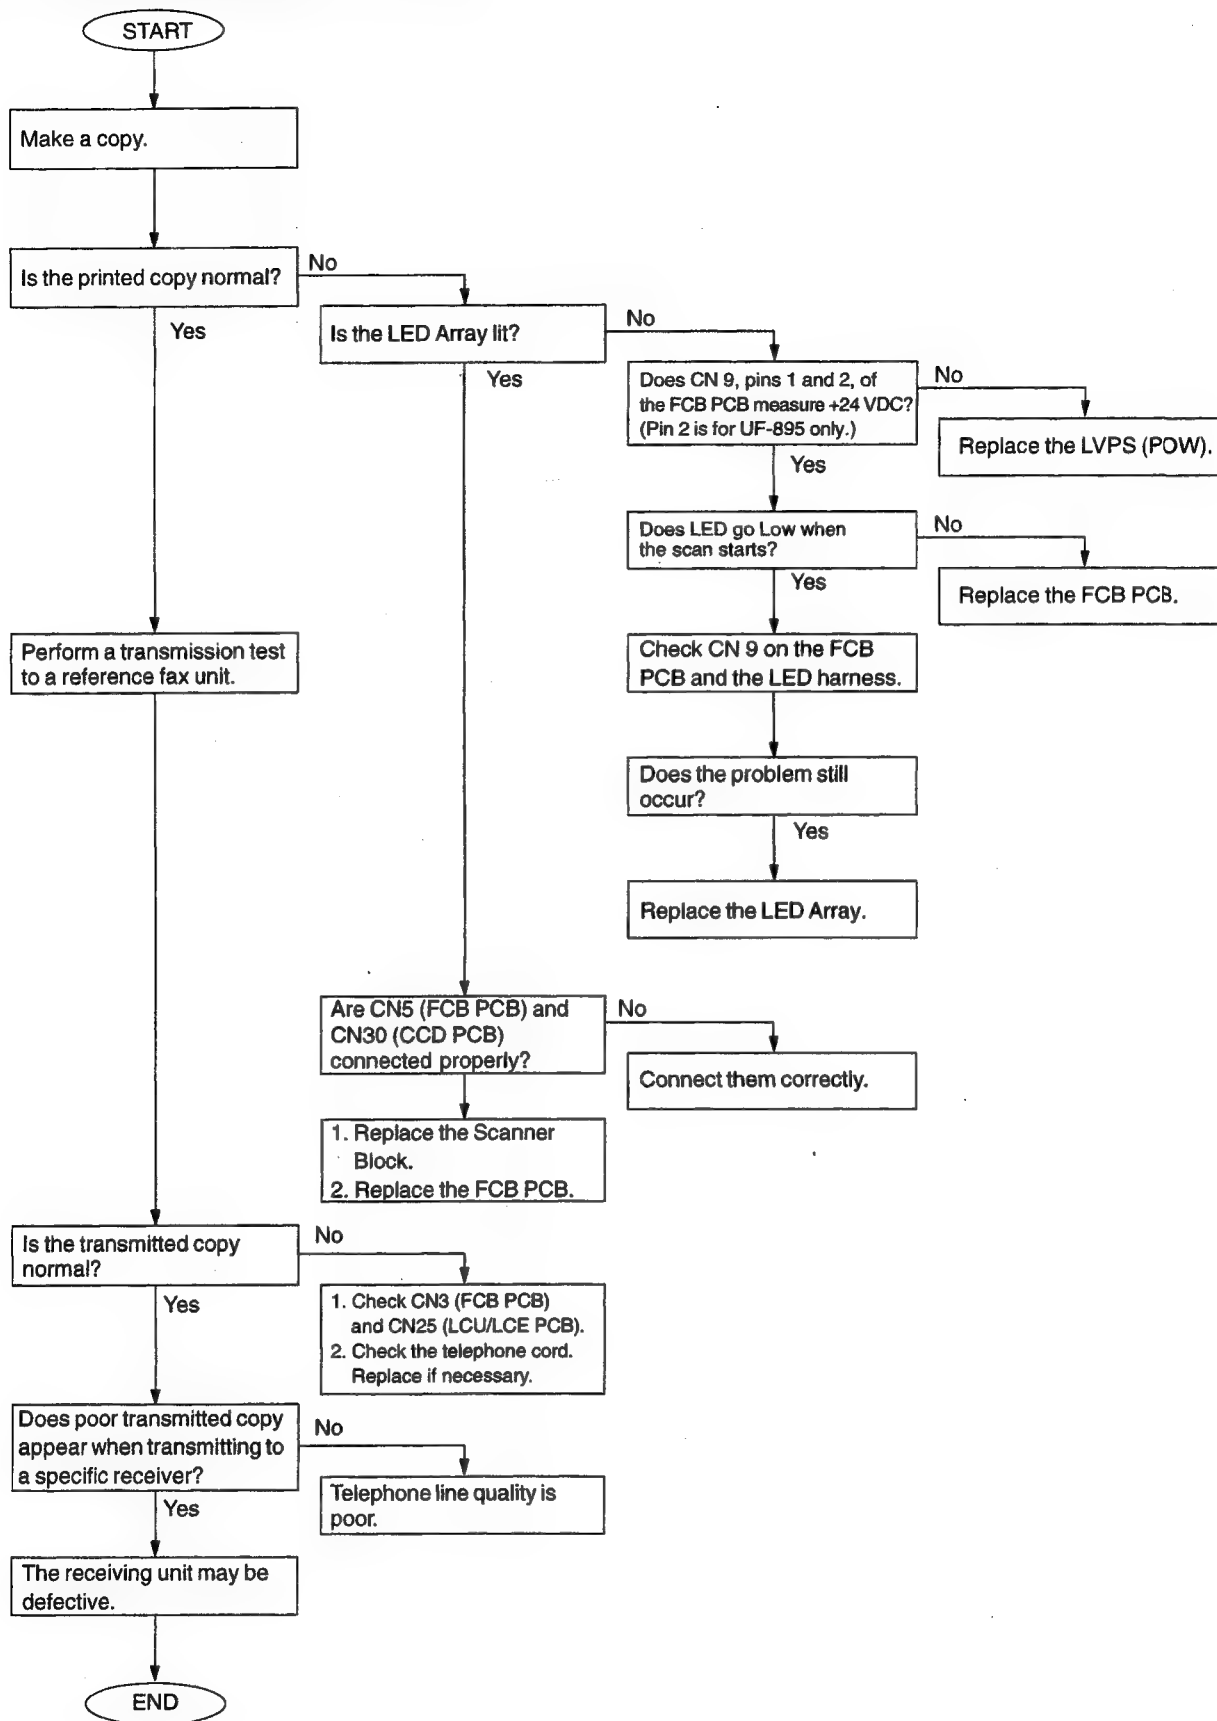 START
Make a copy.
Is the printed copy normal?
No
Yes
Is the LED Array lit?
No
Yes
Does CN 9, pins 1 and 2, of
the FCB PCB measure +24 VDC?
(Pin 2 is for UF-895 only.)
No
Yes
Replace the LVPS (POW).
Does LED go Low when
the scan starts?
No
Yes
Replace the FCB PCB.
Perform a transmission test
to a reference fax unit.
Check CN 9 on the FCB
PCB and the LED harness.
Does the problem still
occur?
Yes
Replace the LED Array.
Are CN5 (FCB PCB) and
CN30 (CCD PCB)
connected properly?
No
Connect them correctly.
1. Replace the Scanner
Block.
2. Replace the FCB PCB.
Is the transmitted copy
normal?
No
Yes
1. Check CN3 (FCB PCB)
and CN25 (LCU/LCE PCB).
2. Check the telephone cord.
Replace if necessary.
Does poor transmitted copy
appear when transmitting to
a specific receiver?
No
Yes
Telephone line quality is
poor.
The receiving unit may be
defective.
END